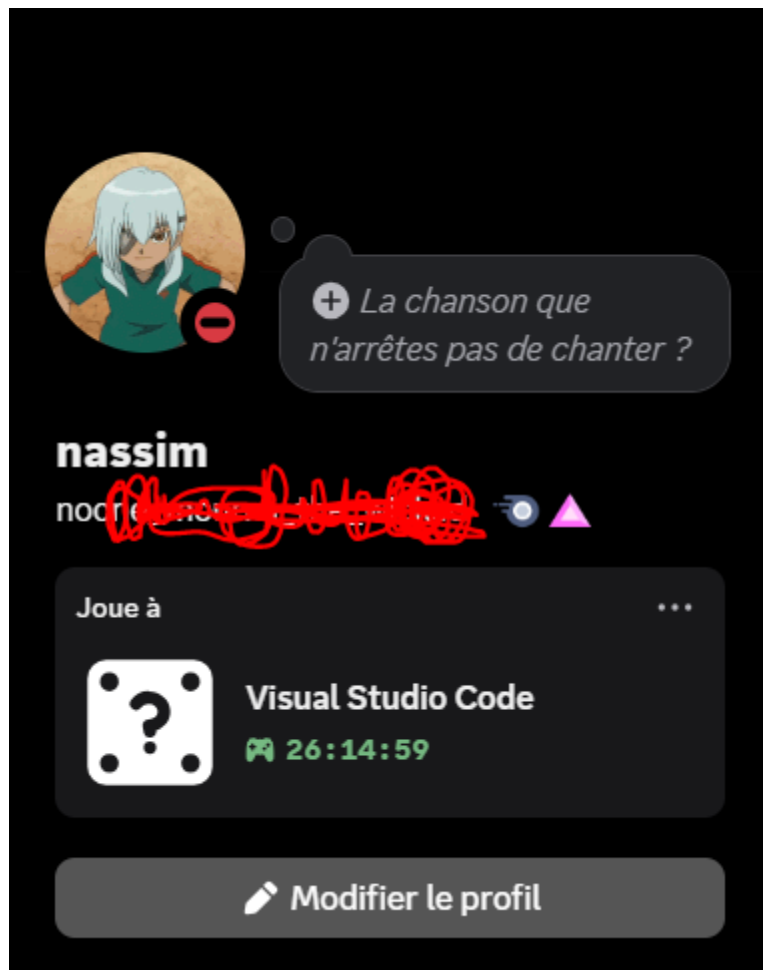 La chanson que
n'arrêtes pas de chanter ?
nassim
Joue à
?
Visual Studio Code
26:14:59
Modifier le profil